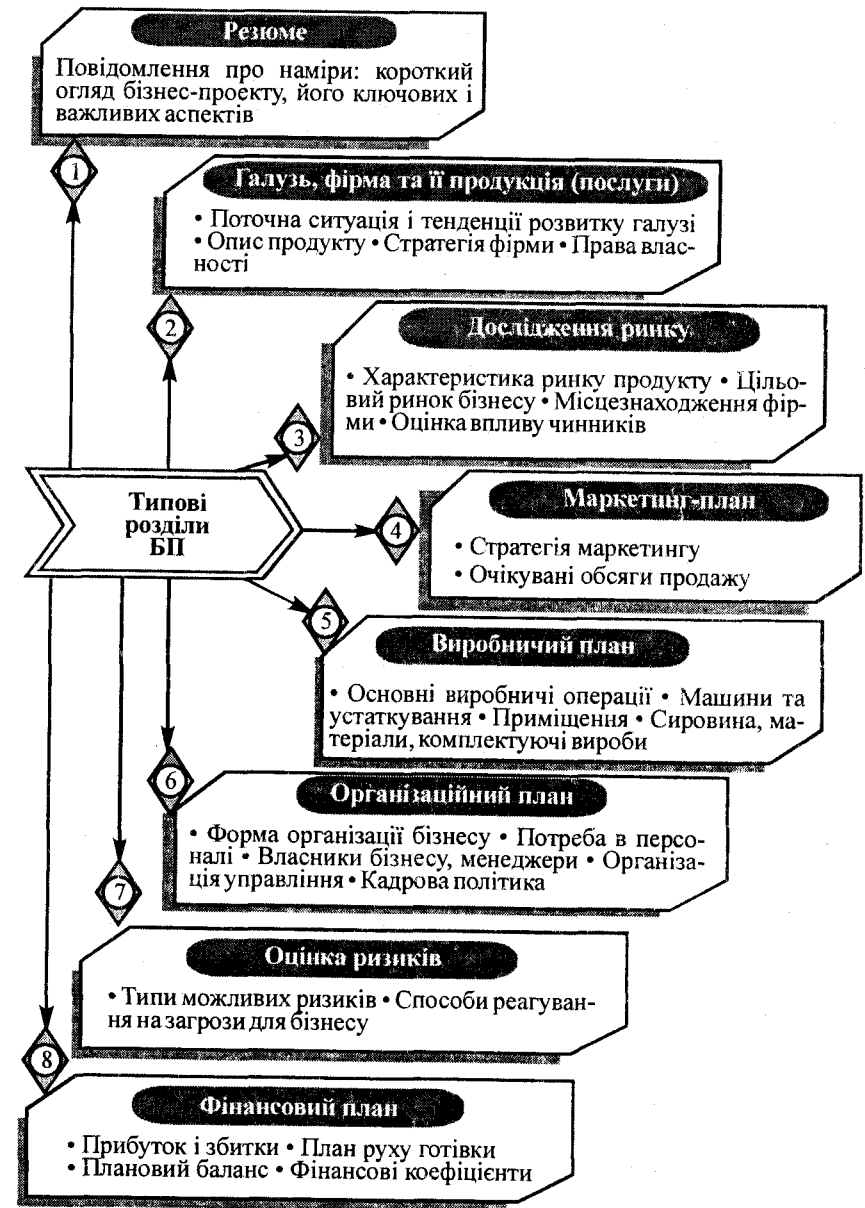 Резюме
Повідомлення про наміри: короткий
огляд бізнес-проекту, його ключових і
важливих аспектів
1
Галузь, фірма та її продукція (послуги)
• Поточна ситуація і тенденції розвитку галузі
• Опис продукту • Стратегія фірми • Права влас-
ності
2
Дослідження ринку
• Характеристика ринку продукту • Цільо-
вий ринок бізнесу • Місцезнаходження фір-
ми • Оцінка впливу чинників
3
Типові
розділи
БП
Маркетинг-план
• Стратегія маркетингу
• Очікувані обсяги продажу
4
5
Виробничий план
• Основні виробничі операції • Машини та
устаткування • Приміщення • Сировина, ма-
теріали, комплектуючі вироби
6
Організаційний план
• Форма організації бізнесу • Потреба в персо-
налі • Власники бізнесу, менеджери • Організа-
ція управління • Кадрова політика
7
Оцінка ризиків
• Типи можливих ризиків • Способи реагуван-
ня на загрози для бізнесу
8
Фінансовий план
• Прибуток і збитки • План руху готівки
• Плановий баланс • Фінансові коефіцієнти